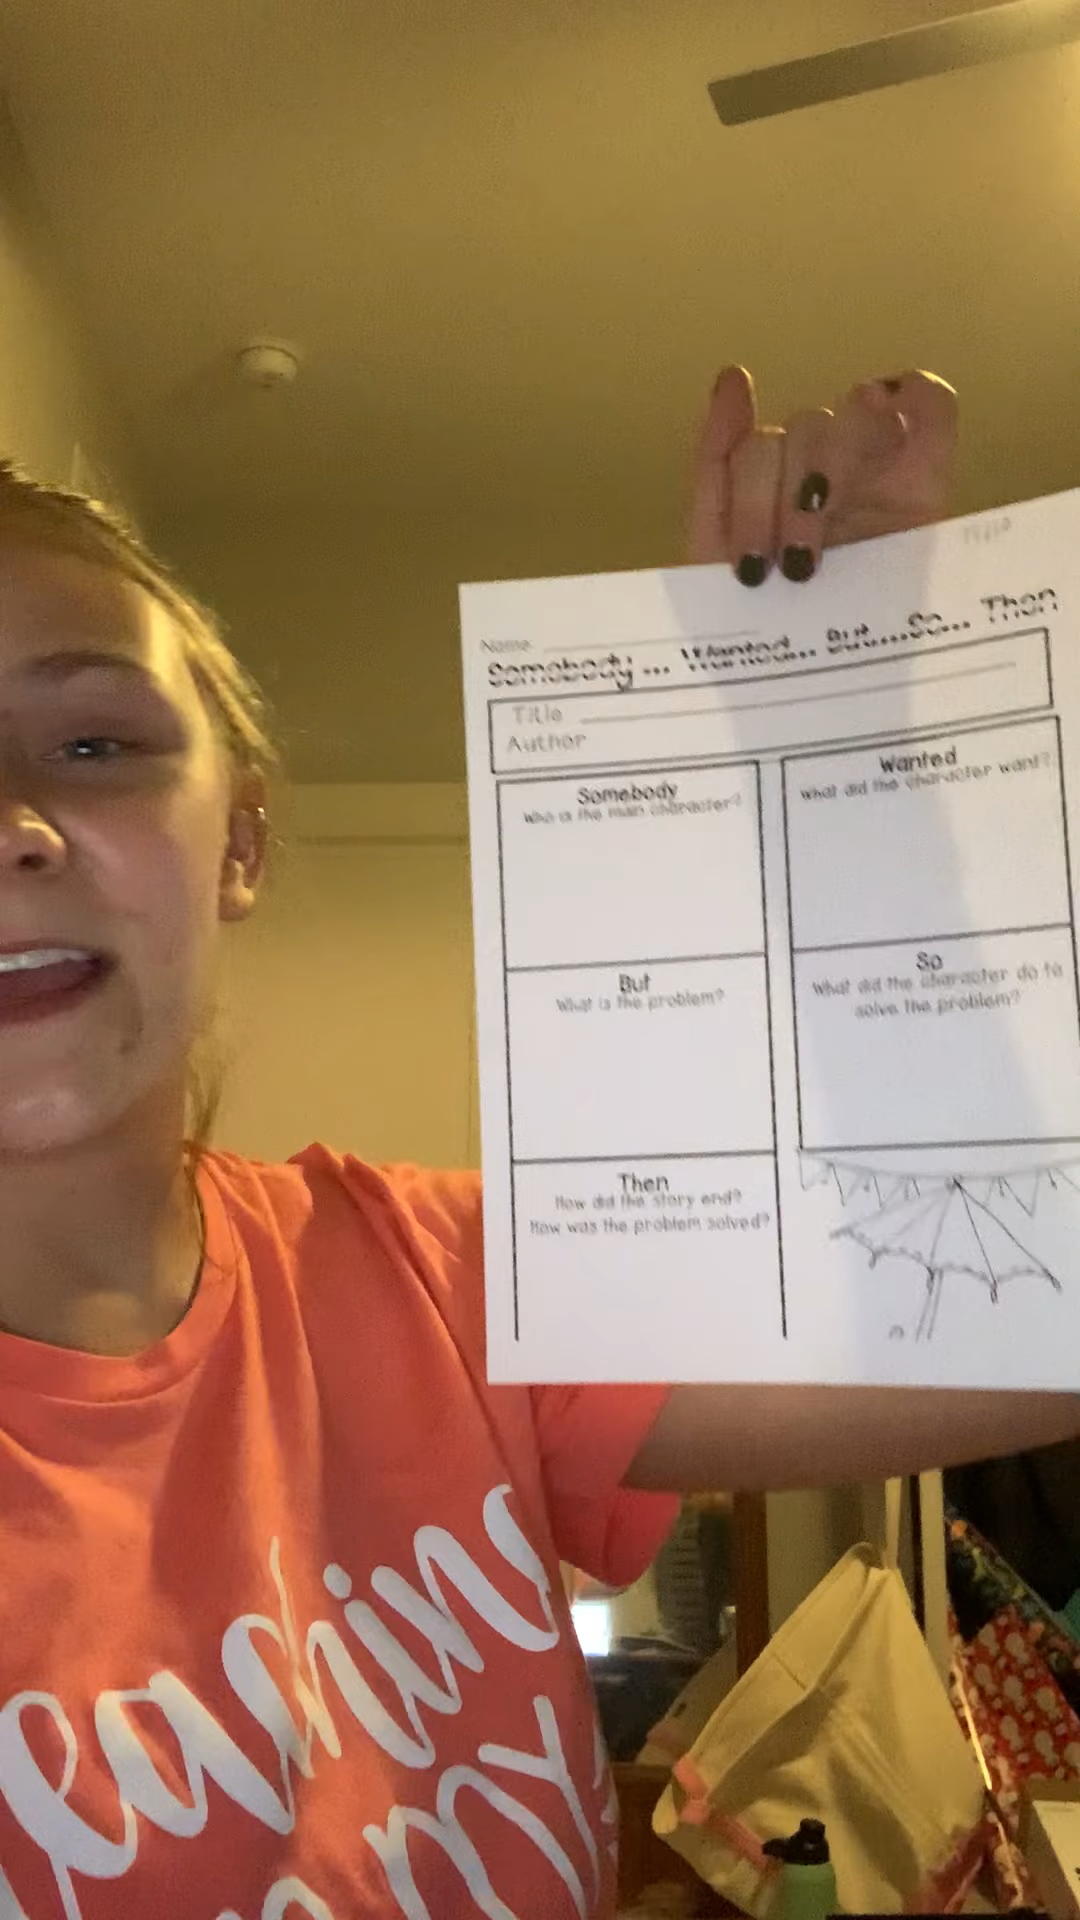 Name
Somebody ... Wanted... But....So... Then
Title
Author
Somebody
Who is the main character?
Wanted
What did the character want?
But
What is the problem?
So
What did the character do to
solve the problem?
Then
How did the story end?
How was the problem solved?
eaching
my